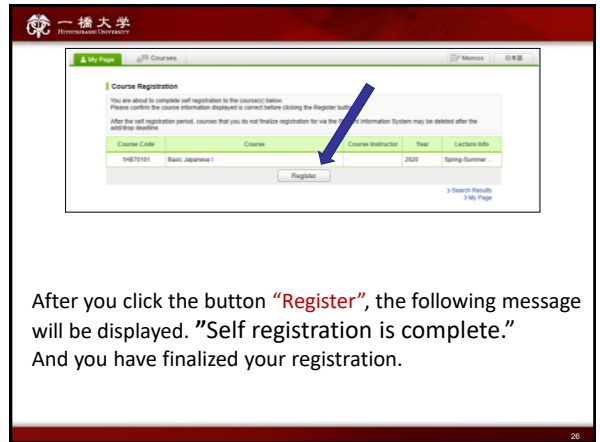 一橋大学
HITOTSUBASHI UNIVERSITY
My Page Courses Memos 日本語
Course Registration
You are about to complete self registration to the course(s) below.
Please confirm the course information displayed is correct before clicking the Register button.
After the self registration period, courses that you do not finalize registration for via the Information System may be deleted after the
add/drop deadline.
Course Code Course Course Instructor Year Lecture Info
1HB70101 Basic Japanese I 2020 Spring-Summer ...
Register
Search Results
My Page
After you click the button “Register”, the following message
will be displayed. ”Self registration is complete.”
And you have finalized your registration.
26